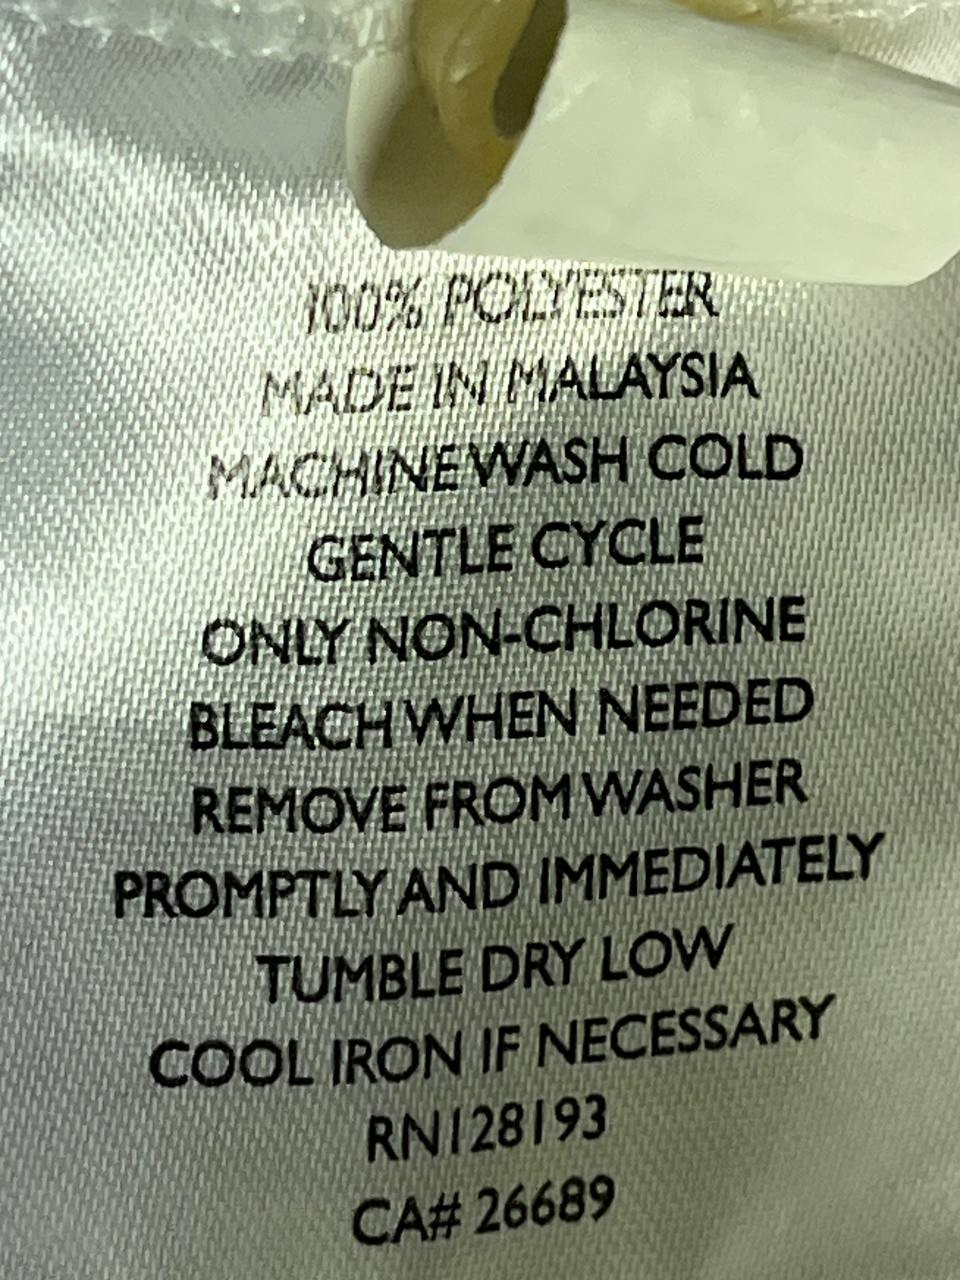 100% POLYESTER
MADE IN MALAYSIA
MACHINE WASH COLD
GENTLE CYCLE
ONLY NON-CHLORINE
BLEACH WHEN NEEDED
REMOVE FROM WASHER
PROMPTLY AND IMMEDIATELY
TUMBLE DRY LOW
COOL IRON IF NECESSARY
RN128193
CA# 26689